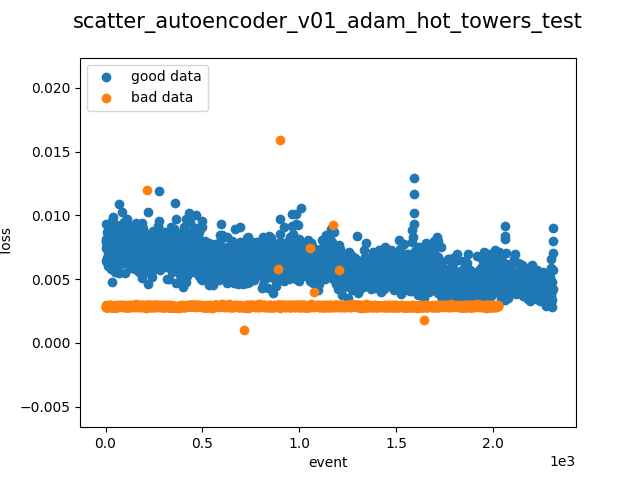 scatter_autoencoder_v01_adam_hot_towers_test
good data
bad data
0.020
0.015
0.010
0.005
0.000
−0.005
loss
0.0
0.5
1.0
1.5
2.0
1e3
event